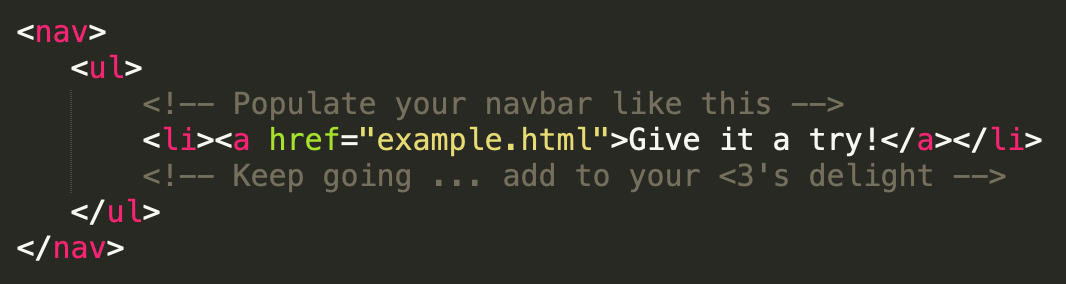 <nav>
<ul>
<!-- Populate your navbar like this -->
<li><a href="example.html">Give it a try!</a></li>
<!-- Keep going ... add to your <3's delight -->
</ul>
</nav>